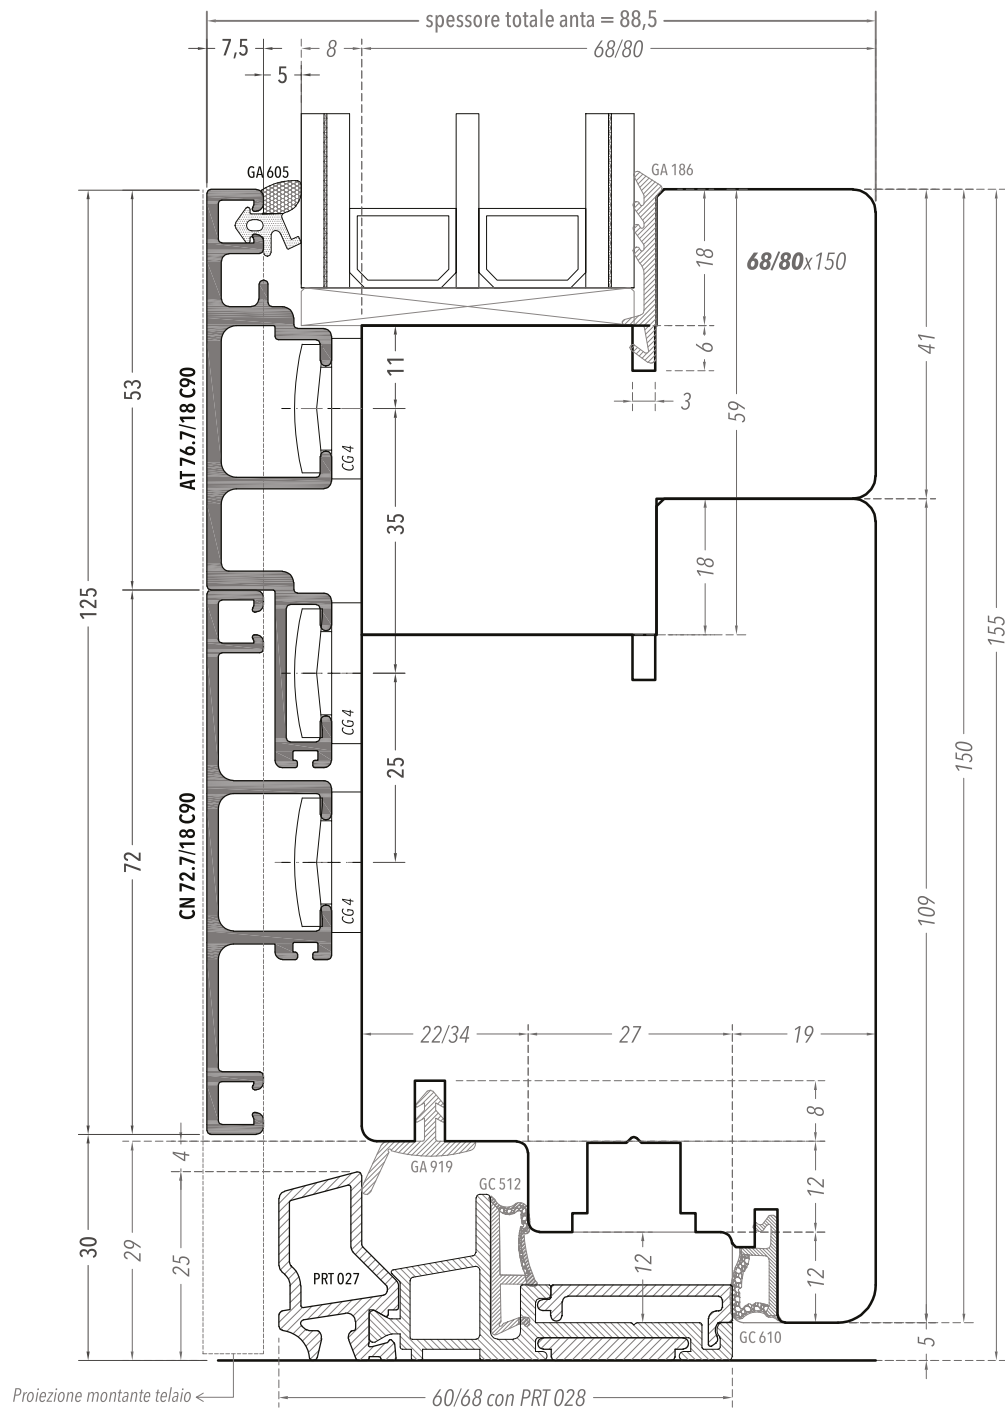 spessore totale anta = 88,5
7,5
8
68/80
5
GA 605
GA 186
18
68/80x150
6
11
41
53
AT 76.7/18 C90
3
59
CG 4
35
18
125
155
CG 4
25
150
72
CN 72.7/18 C90
CG 4
109
22/34
27
19
8
4
GA 919
GC 512
12
30
29
25
PRT 027
12
12
GC 610
5
Proiezione montante telaio
60/68 con PRT 028